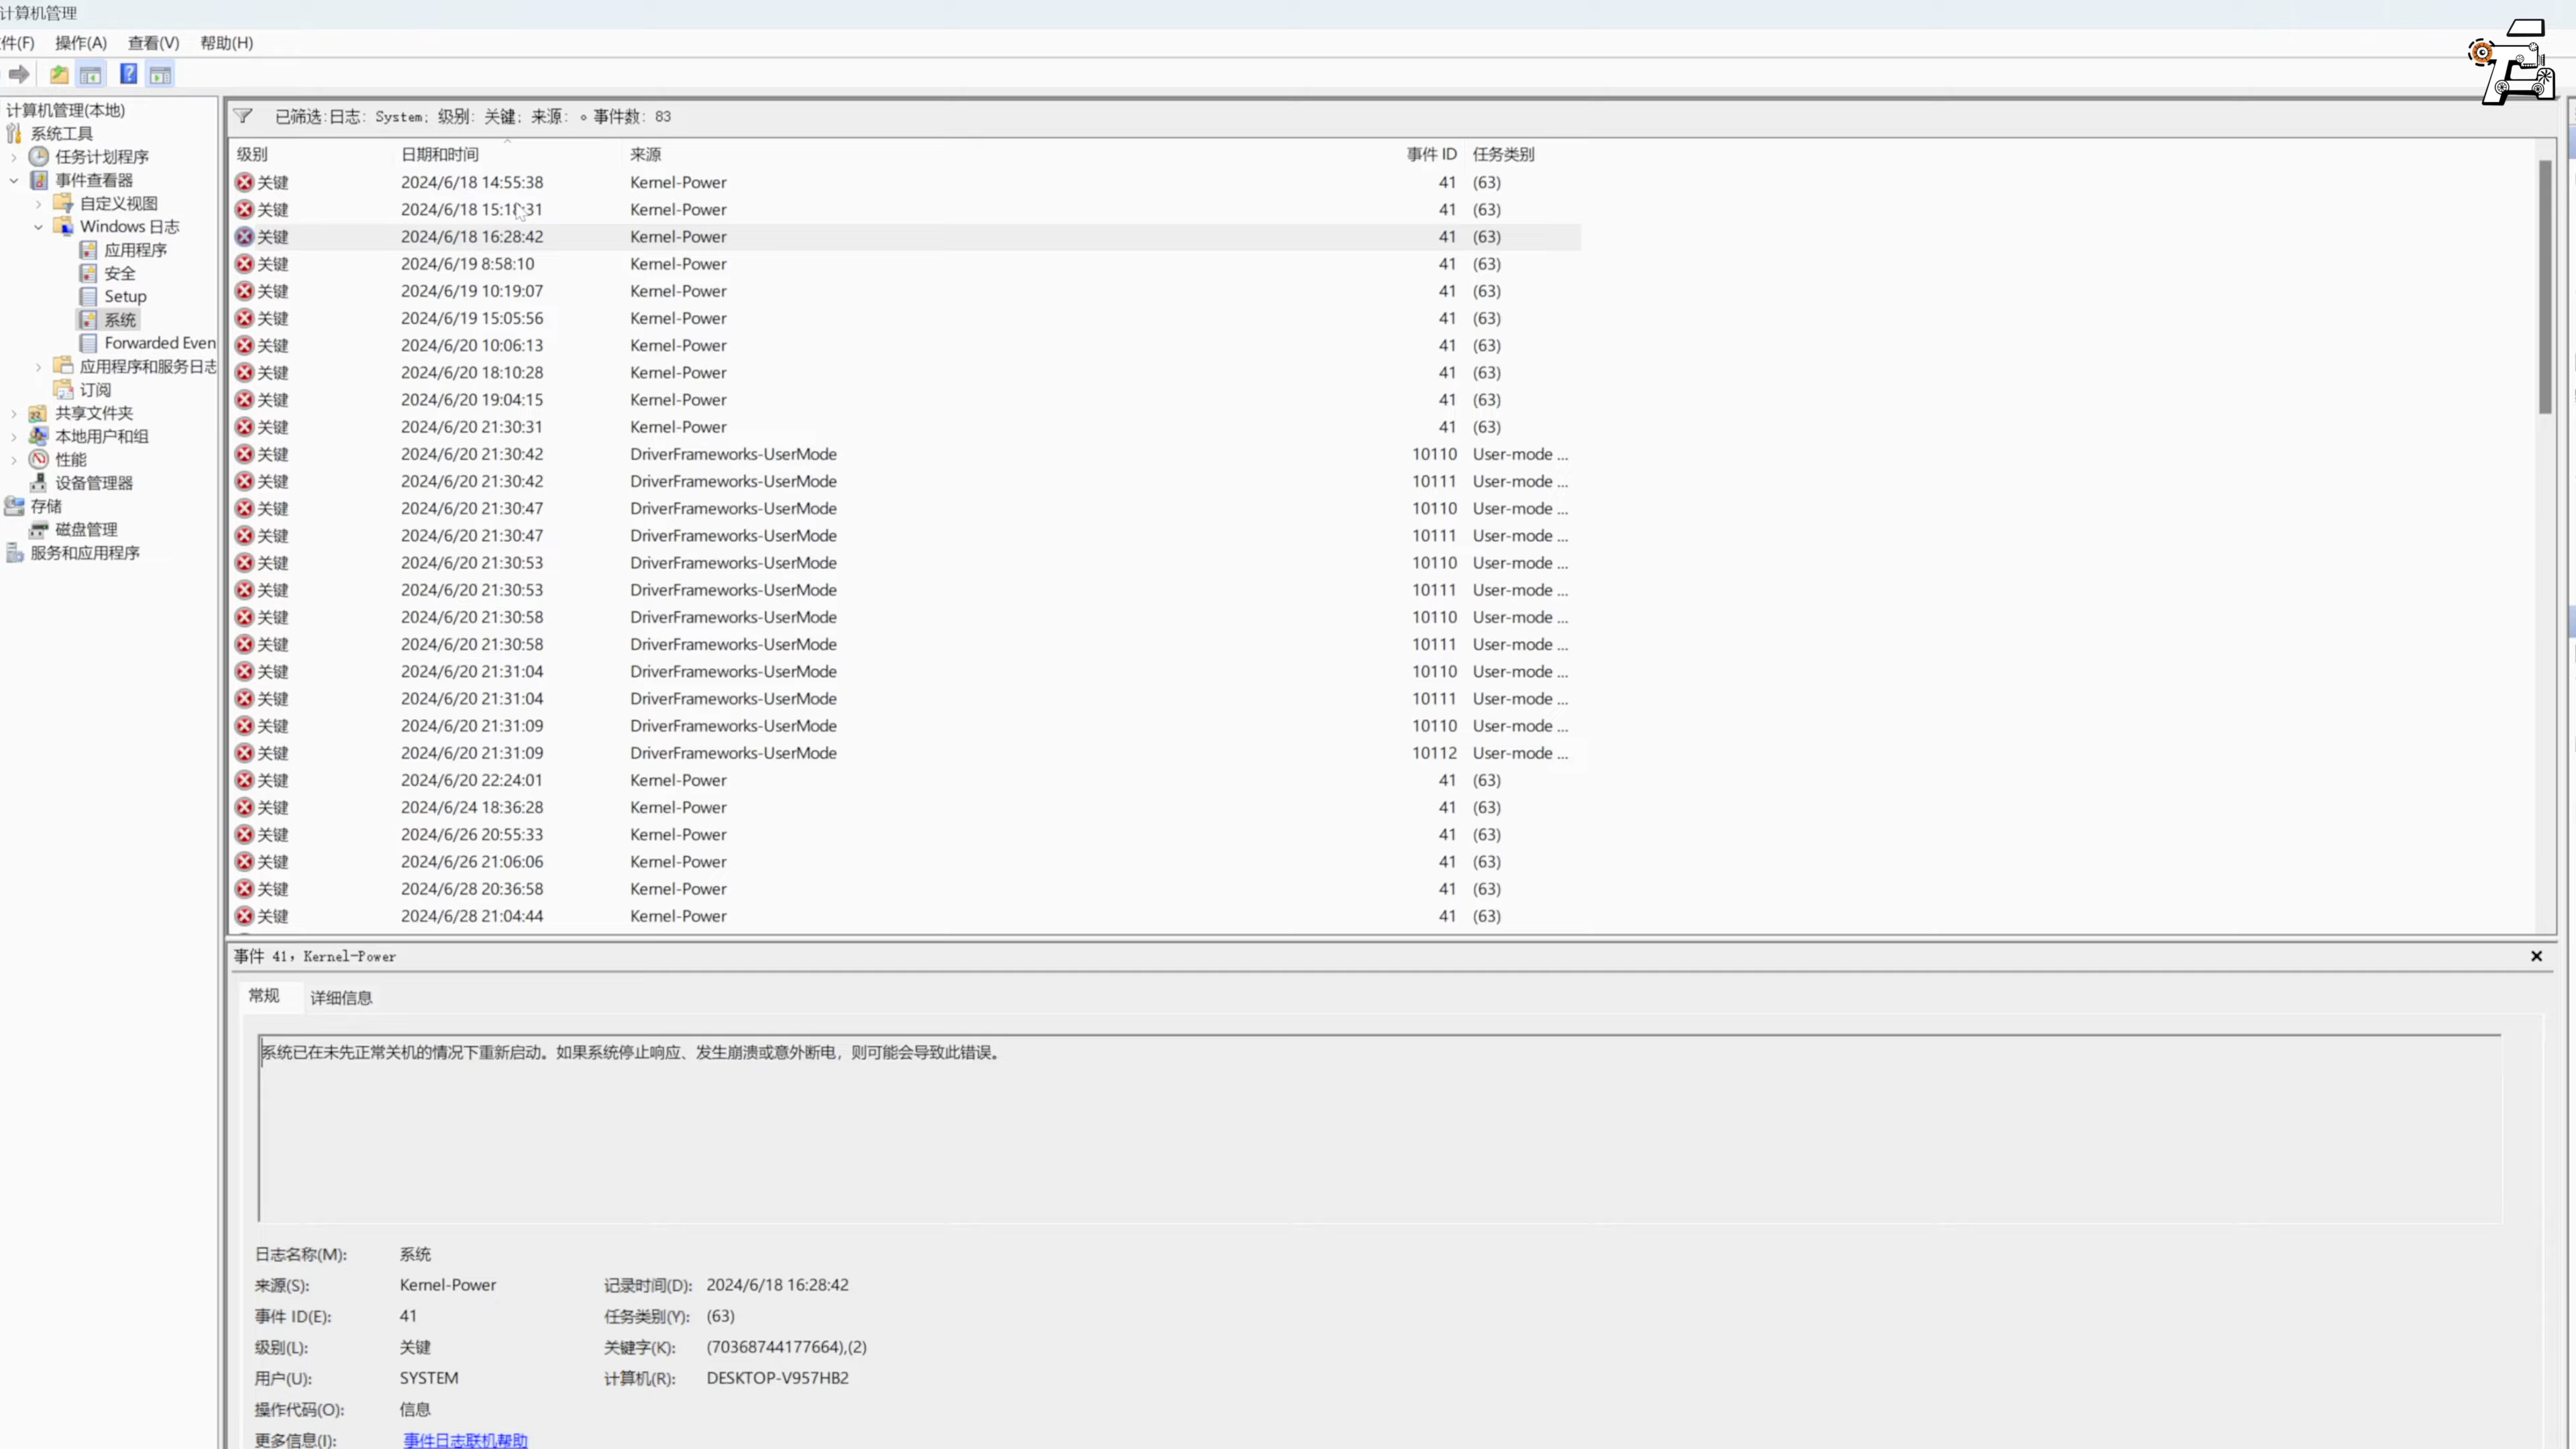 计算机管理
件(F) 操作(A) 查看(V) 帮助(H)
计算机管理(本地)
系统工具
任务计划程序
事件查看器
自定义视图
Windows 日志
应用程序
安全
Setup
系统
Forwarded Even
应用程序和服务日志
订阅
共享文件夹
本地用户和组
性能
设备管理器
存储
磁盘管理
服务和应用程序
已筛选:日志: System; 级别: 关键; 来源: 。事件数: 83
级别 日期和时间 来源 事件 ID 任务类别
关键 2024/6/18 14:55:38 Kernel-Power 41 (63)
关键 2024/6/18 Kernel-Power 41 (63)
关键 2024/6/18 16:28:42 Kernel-Power 41 (63)
关键 2024/6/19 8:58:10 Kernel-Power 41 (63)
关键 2024/6/19 10:19:07 Kernel-Power 41 (63)
关键 2024/6/19 15:05:56 Kernel-Power 41 (63)
关键 2024/6/20 10:06:13 Kernel-Power 41 (63)
关键 2024/6/20 18:10:28 Kernel-Power 41 (63)
关键 2024/6/20 19:04:15 Kernel-Power 41 (63)
关键 2024/6/20 21:30:31 Kernel-Power 41 (63)
关键 2024/6/20 21:30:42 DriverFrameworks-UserMode 10110 User-mode ...
关键 2024/6/20 21:30:42 DriverFrameworks-UserMode 10111 User-mode ...
关键 2024/6/20 21:30:47 DriverFrameworks-UserMode 10110 User-mode ...
关键 2024/6/20 21:30:47 DriverFrameworks-UserMode 10111 User-mode ...
关键 2024/6/20 21:30:53 DriverFrameworks-UserMode 10110 User-mode ...
关键 2024/6/20 21:30:53 DriverFrameworks-UserMode 10111 User-mode ...
关键 2024/6/20 21:30:58 DriverFrameworks-UserMode 10110 User-mode ...
关键 2024/6/20 21:30:58 DriverFrameworks-UserMode 10111 User-mode ...
关键 2024/6/20 21:31:04 DriverFrameworks-UserMode 10110 User-mode ...
关键 2024/6/20 21:31:04 DriverFrameworks-UserMode 10111 User-mode ...
关键 2024/6/20 21:31:09 DriverFrameworks-UserMode 10110 User-mode ...
关键 2024/6/20 21:31:09 DriverFrameworks-UserMode 10112 User-mode ...
关键 2024/6/20 22:24:01 Kernel-Power 41 (63)
关键 2024/6/24 18:36:28 Kernel-Power 41 (63)
关键 2024/6/26 20:55:33 Kernel-Power 41 (63)
关键 2024/6/26 21:06:06 Kernel-Power 41 (63)
关键 2024/6/28 20:36:58 Kernel-Power 41 (63)
关键 2024/6/28 21:04:44 Kernel-Power 41 (63)
事件 41，Kernel-Power
常规 详细信息
系统已在未先正常关机的情况下重新启动。如果系统停止响应、发生崩溃或意外断电，则可能会导致此错误。
日志名称(M): 系统
来源(S): Kernel-Power 记录时间(D): 2024/6/18 16:28:42
事件 ID(E): 41 任务类别(Y): (63)
级别(L): 关键 关键字(K): (70368744177664),(2)
用户(U): SYSTEM 计算机(R): DESKTOP-V957HB2
操作代码(O): 信息
更多信息(I): 事件日志联机帮助